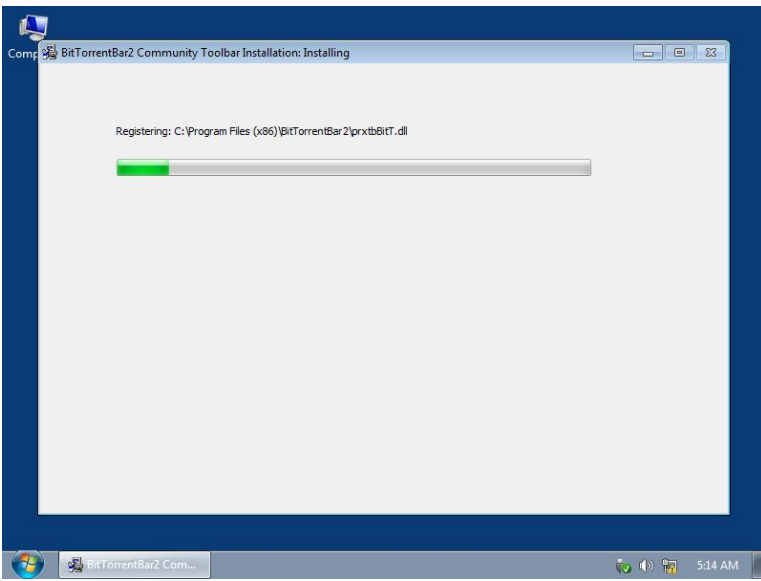 Comp
BitTorrentBar2 Community Toolbar Installation: Installing
Registering: C:\Program Files (x86)\BitTorrentBar2\prxtbBitT.dll
BitTorrentBar2 Com...
5:14 AM